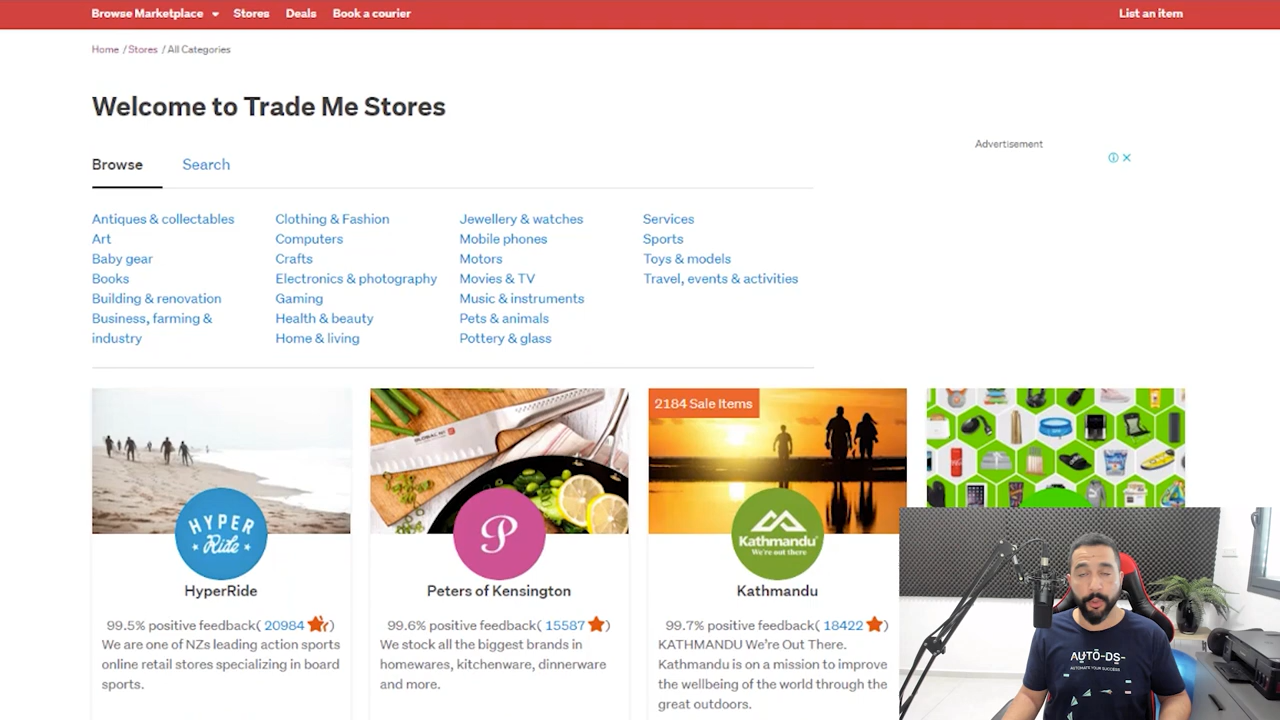 Browse Marketplace Stores Deals Book a courier List an item
Home / Stores / All Categories
Welcome to Trade Me Stores
Advertisement
Browse Search
Antiques & collectables
Art
Baby gear
Books
Building & renovation
Business, farming &
industry
Clothing & Fashion
Computers
Crafts
Electronics & photography
Gaming
Health & beauty
Home & living
Jewellery & watches
Mobile phones
Motors
Movies & TV
Music & instruments
Pets & animals
Pottery & glass
Services
Sports
Toys & models
Travel, events & activities
HYPER
Ride
HyperRide
99.5% positive feedback( 20984 )
We are one of NZs leading action sports
online retail stores specializing in board
sports.
GLOBAL
P
Peters of Kensington
99.6% positive feedback( 15587 )
We stock all the biggest brands in
homewares, kitchenware, dinnerware
and more.
2184 Sale Items
Kathmandu
We're out there
Kathmandu
99.7% positive feedback( 18422 )
KATHMANDU We're Out There.
Kathmandu is on a mission to improve
the wellbeing of the world through the
great outdoors.
AUTO-DS-
AUTOMATE YOUR SUCCESS